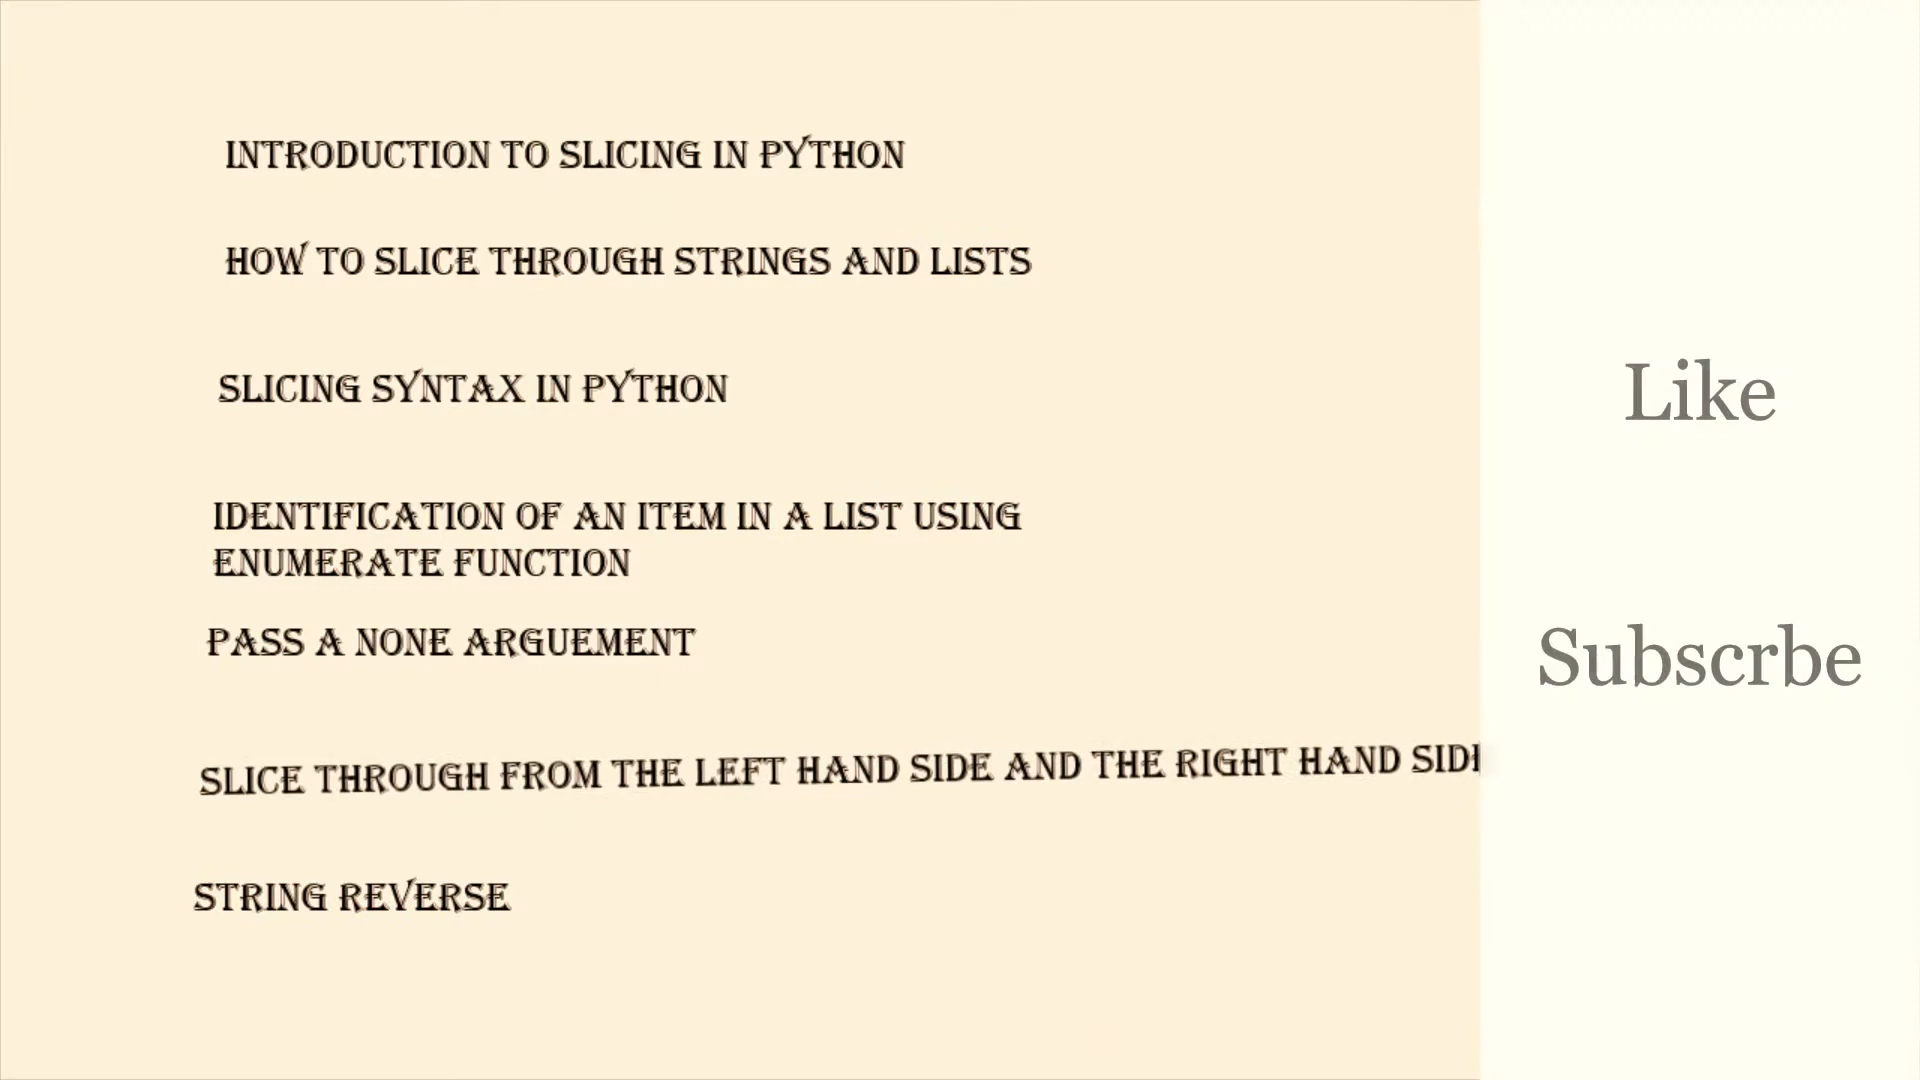 INTRODUCTION TO SLICING IN PYTHON
HOW TO SLICE THROUGH STRINGS AND LISTS
SLICING SYNTAX IN PYTHON
IDENTIFICATION OF AN ITEM IN A LIST USING
ENUMERATE FUNCTION
PASS A NONE ARGUEMENT
SLICE THROUGH FROM THE LEFT HAND SIDE AND THE RIGHT HAND SIDE
STRING REVERSE
Like
Subscrbe